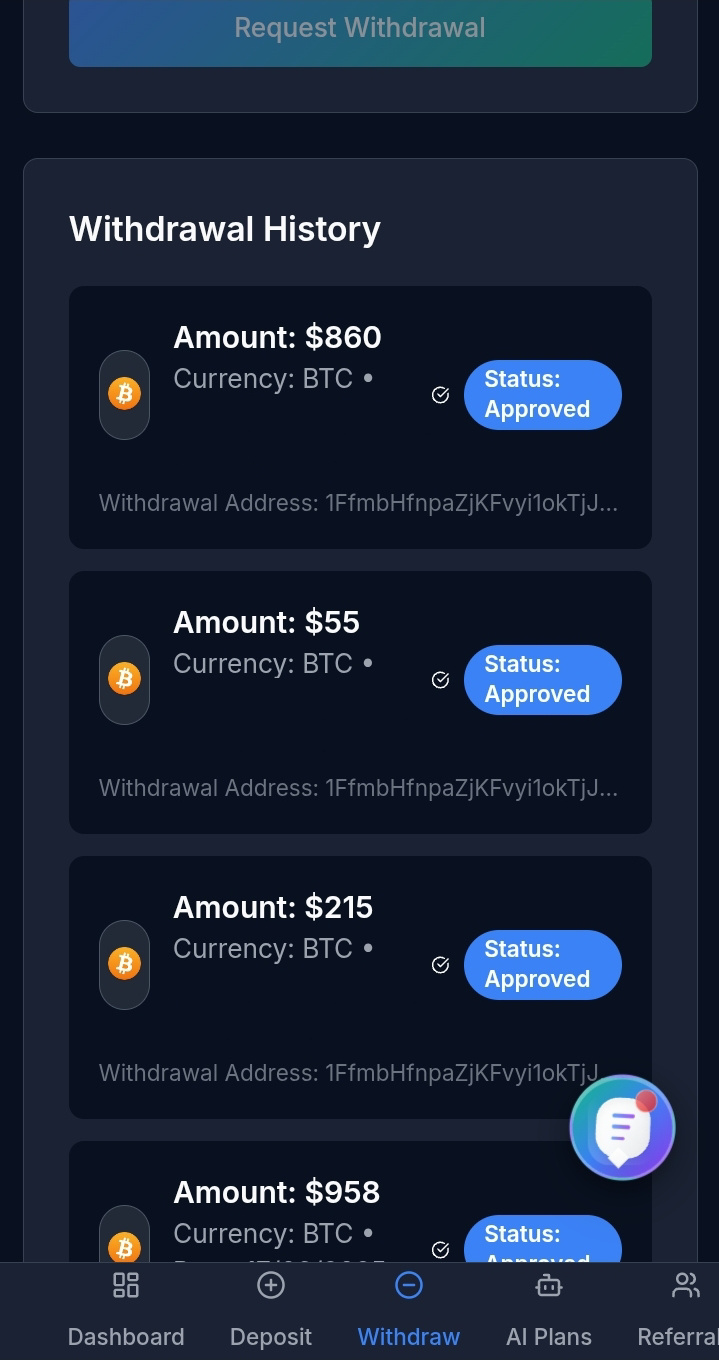 Request Withdrawal
Withdrawal History
Amount: $860
Currency: BTC •
Status:
Approved
Withdrawal Address: 1FfmbHfnpaZjKFvyi1okTjJ...
Amount: $55
Currency: BTC •
Status:
Approved
Withdrawal Address: 1FfmbHfnpaZjKFvyi1okTjJ...
Amount: $215
Currency: BTC •
Status:
Approved
Withdrawal Address: 1FfmbHfnpaZjKFvyi1okTjJ
Amount: $958
Currency: BTC •
Status:
Approved
Dashboard
Deposit
Withdraw
AI Plans
Referral